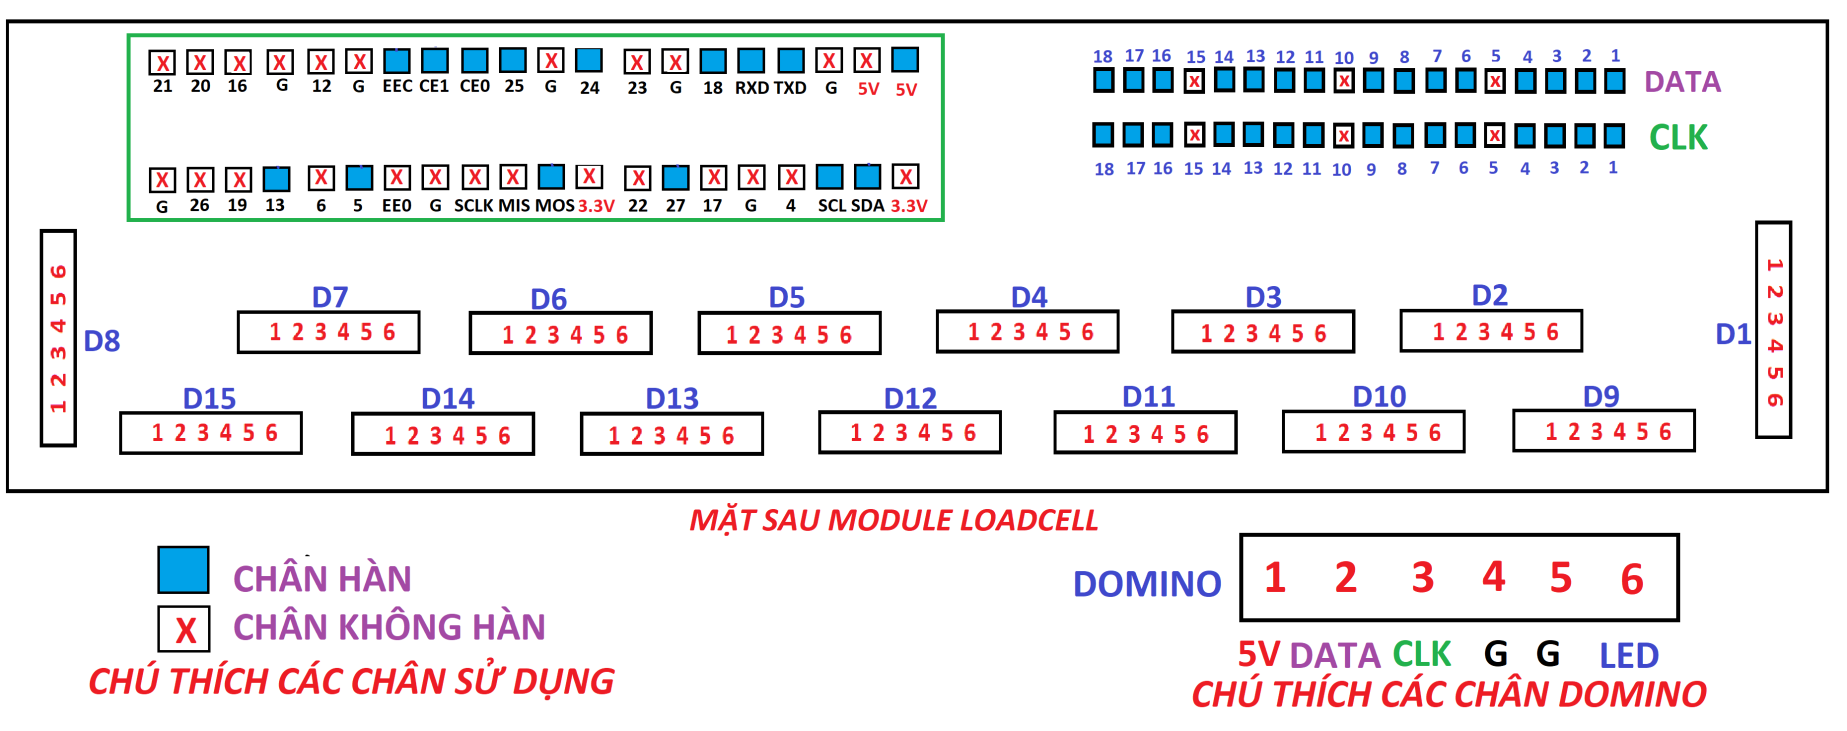 X X X X X X X X X X X
21 20 16 G 12 G EEC CE1 CE0 25 G 24 23 G 18 RXD TXD G 5V 5V
X X X X X X X X X X X X X X
G 26 19 13 6 5 EE0 G SCLK MIS MOS 3.3V 22 27 17 G 4 SCL SDA 3.3V
18 17 16 15 14 13 12 11 10 9 8 7 6 5 4 3 2 1
X X X DATA
X X X CLK
18 17 16 15 14 13 12 11 10 9 8 7 6 5 4 3 2 1
D8
1 2 3 4 5 6
D7
1 2 3 4 5 6
D6
1 2 3 4 5 6
D5
1 2 3 4 5 6
D4
1 2 3 4 5 6
D3
1 2 3 4 5 6
D2
1 2 3 4 5 6
D1
1 2 3 4 5 6
D15
1 2 3 4 5 6
D14
1 2 3 4 5 6
D13
1 2 3 4 5 6
D12
1 2 3 4 5 6
D11
1 2 3 4 5 6
D10
1 2 3 4 5 6
D9
1 2 3 4 5 6
MẶT SAU MODULE LOADCELL
CHÂN HÀN
X CHÂN KHÔNG HÀN
CHÚ THÍCH CÁC CHÂN SỬ DỤNG
DOMINO 1 2 3 4 5 6
5V DATA CLK G G LED
CHÚ THÍCH CÁC CHÂN DOMINO